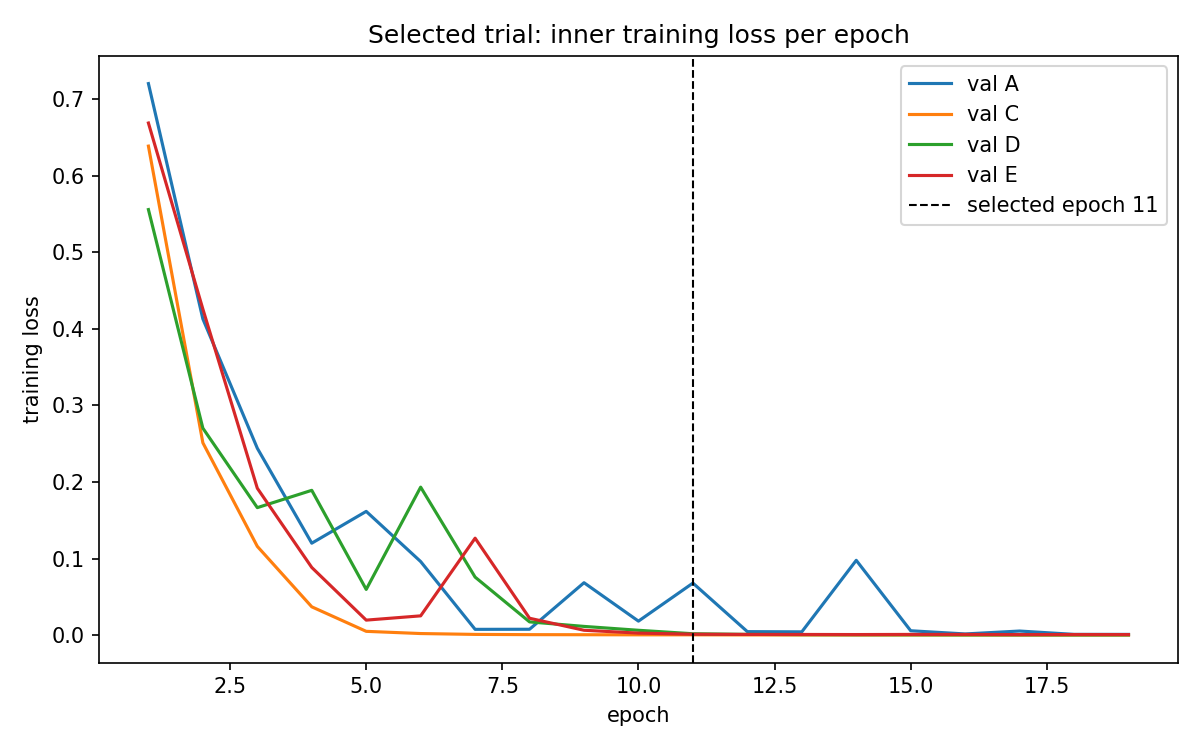 Selected trial: inner training loss per epoch
val A
val C
val D
val E
selected epoch 11
training loss
0.7
0.6
0.5
0.4
0.3
0.2
0.1
0.0
2.5 5.0 7.5 10.0 12.5 15.0 17.5
epoch